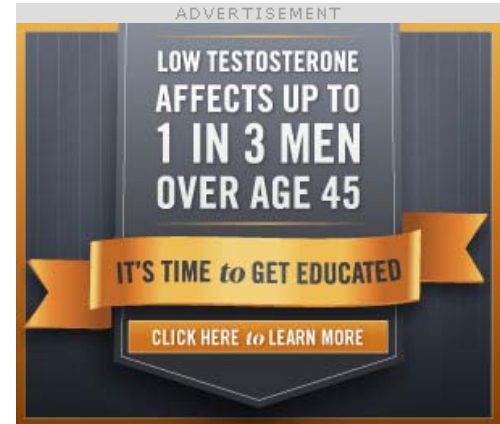 ADVERTISEMENT
LOW TESTOSTERONE
AFFECTS UP TO
1 IN 3 MEN
OVER AGE 45
IT'S TIME to GET EDUCATED
CLICK HERE to LEARN MORE